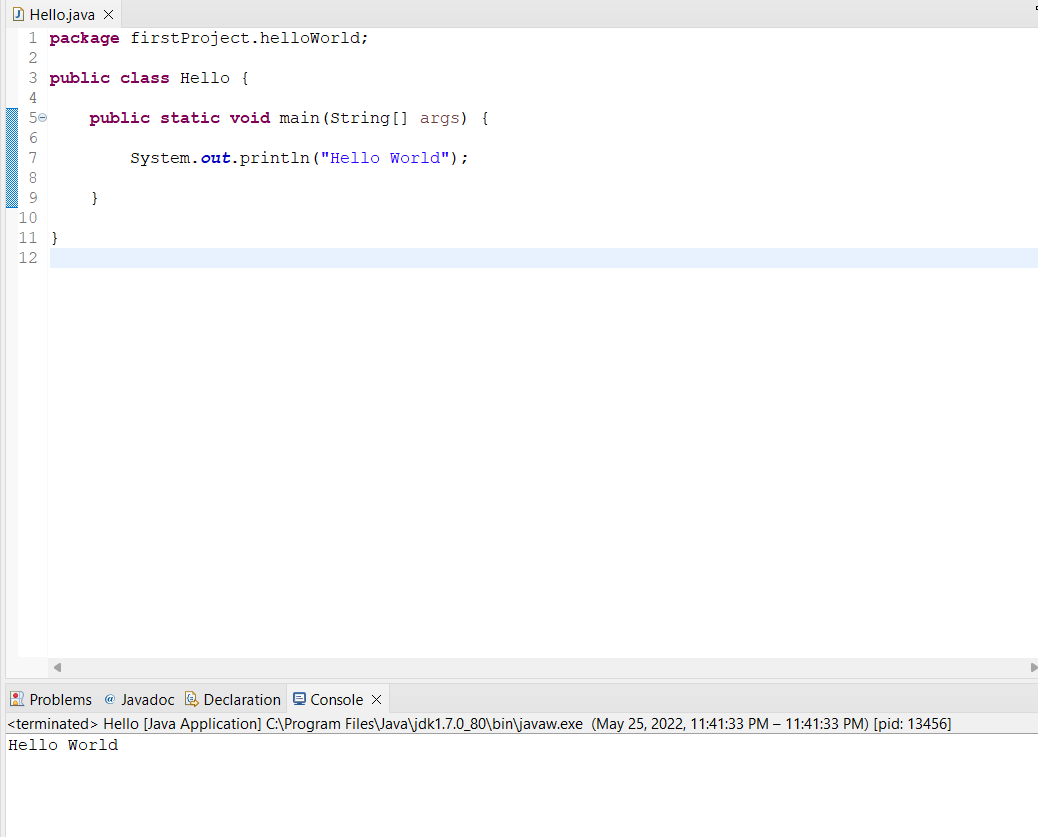 Hello.java
1 package firstProject.helloWorld;
2
3 public class Hello {
4
5 public static void main(String[] args) {
6
7 System.out.println("Hello World");
8
9 }
10
11 }
12
Problems @ Javadoc Declaration Console
<terminated> Hello [Java Application] C:\Program Files\Java\jdk1.7.0_80\bin\javaw.exe (May 25, 2022, 11:41:33 PM – 11:41:33 PM) [pid: 13456]
Hello World